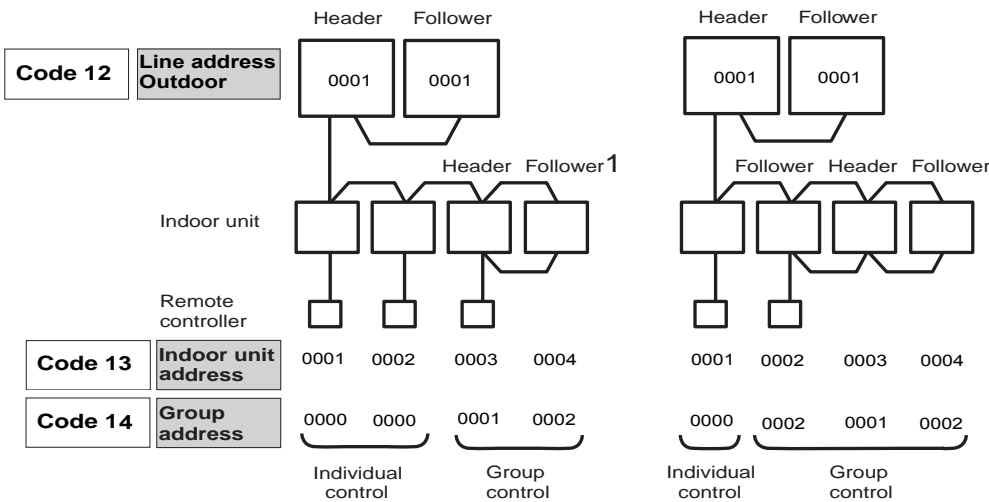 Header Follower Header Follower
Code 12 Line address Outdoor 0001 0001 0001 0001
Header Follower1 Follower Header Follower
Indoor unit
Remote controller
Code 13 Indoor unit address 0001 0002 0003 0004 0001 0002 0003 0004
Code 14 Group address 0000 0000 0001 0002 0000 0002 0001 0002
Individual control Group control Individual control Group control